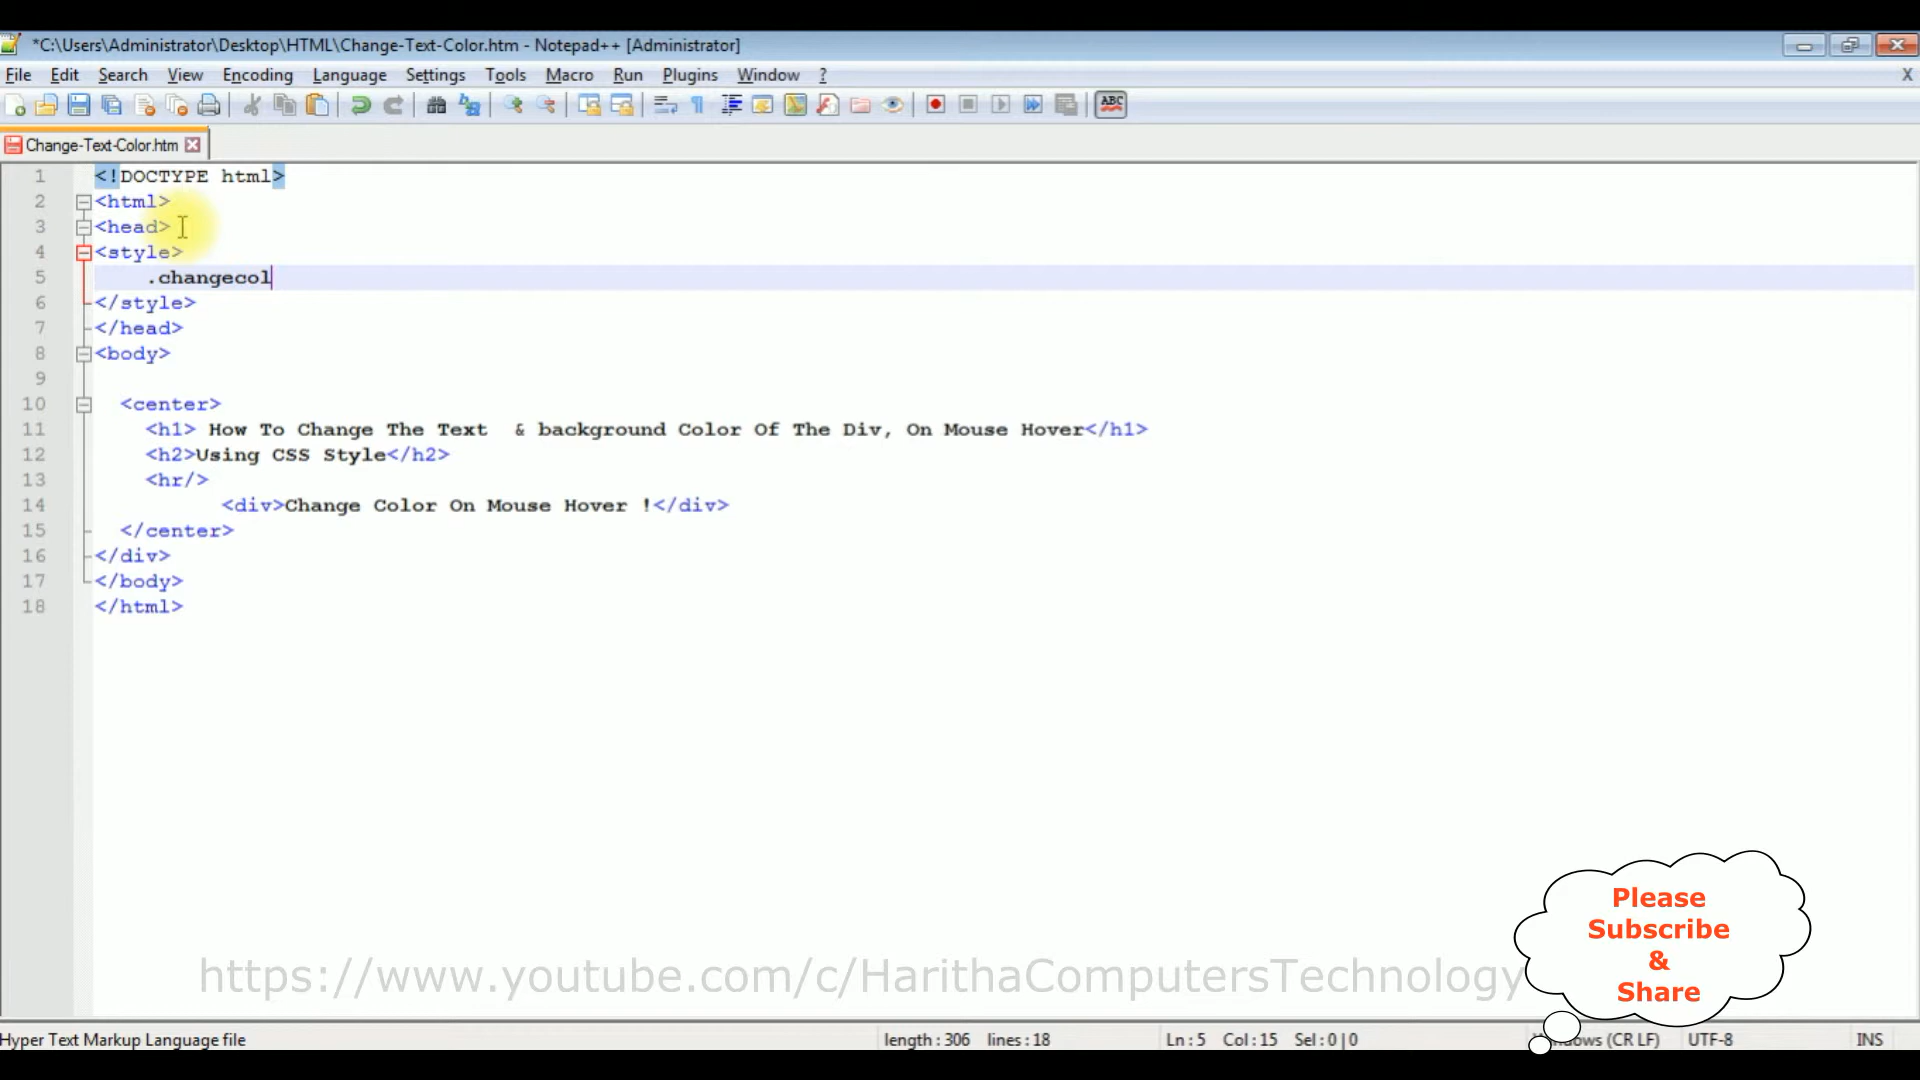 *C:\Users\Administrator\Desktop\HTML\Change-Text-Color.htm - Notepad++ [Administrator]
File Edit Search View Encoding Language Settings Tools Macro Run Plugins Window ? X
ABC
Change-Text-Color.htm
1 <!DOCTYPE html>
2 <html>
3 <head>
4 <style>
5 .changecol
6 </style>
7 </head>
8 <body>
9
10 <center>
11 <h1> How To Change The Text  & background Color Of The Div, On Mouse Hover</h1>
12 <h2>Using CSS Style</h2>
13 <hr/>
14 <div>Change Color On Mouse Hover !</div>
15 </center>
16 </div>
17 </body>
18 </html>
Please
Subscribe
&
Share
https://www.youtube.com/c/HarithaComputersTechnology
Hyper Text Markup Language file length : 306 lines : 18 Ln : 5 Col : 15 Sel : 0 | 0 (CR LF) UTF-8 INS